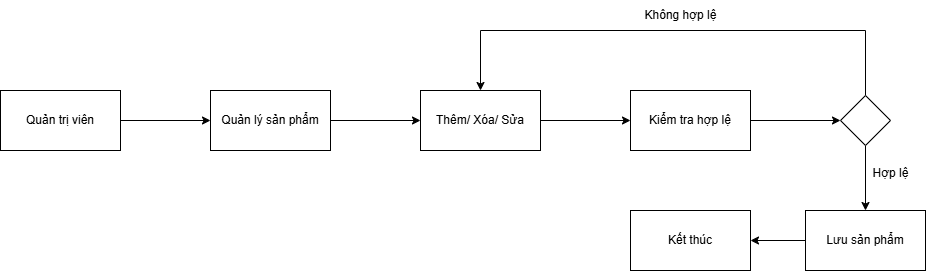 Không hợp lệ
Quản trị viên
Quản lý sản phẩm
Thêm/ Xóa/ Sửa
Kiểm tra hợp lệ
Hợp lệ
Kết thúc
Lưu sản phẩm